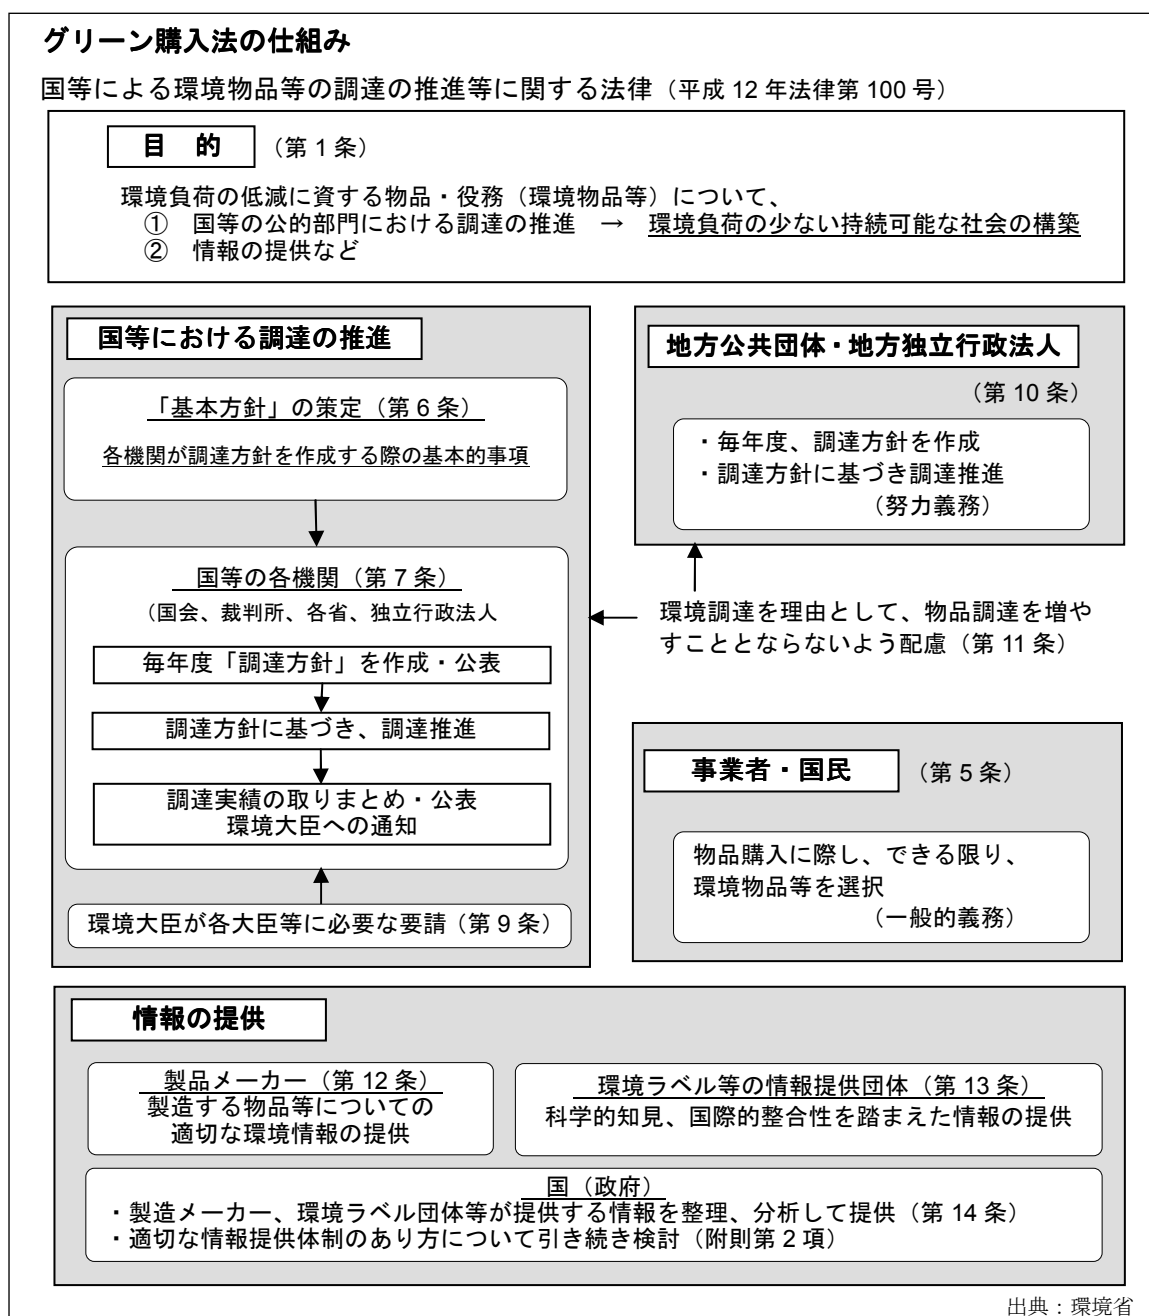 グリーン購入法の仕組み
国等による環境物品等の調達の推進等に関する法律（平成 12 年法律第 100 号）
目　的　（第 1 条）
環境負荷の低減に資する物品・役務（環境物品等）について、
①　国等の公的部門における調達の推進　→　環境負荷の少ない持続可能な社会の構築
②　情報の提供など
国等における調達の推進
「基本方針」の策定（第 6 条）
各機関が調達方針を作成する際の基本的事項
国等の各機関（第 7 条）
（国会、裁判所、各省、独立行政法人
毎年度「調達方針」を作成・公表
調達方針に基づき、調達推進
調達実績の取りまとめ・公表
環境大臣への通知
環境大臣が各大臣等に必要な要請（第 9 条）
地方公共団体・地方独立行政法人
（第 10 条）
・毎年度、調達方針を作成
・調達方針に基づき調達推進
（努力義務）
環境調達を理由として、物品調達を増や
すこととならないよう配慮（第 11 条）
事業者・国民　（第 5 条）
物品購入に際し、できる限り、
環境物品等を選択
（一般的義務）
情報の提供
製品メーカー（第 12 条）
製造する物品等についての
適切な環境情報の提供
環境ラベル等の情報提供団体（第 13 条）
科学的知見、国際的整合性を踏まえた情報の提供
国（政府）
・製造メーカー、環境ラベル団体等が提供する情報を整理、分析して提供（第 14 条）
・適切な情報提供体制のあり方について引き続き検討（附則第 2 項）
出典：環境省